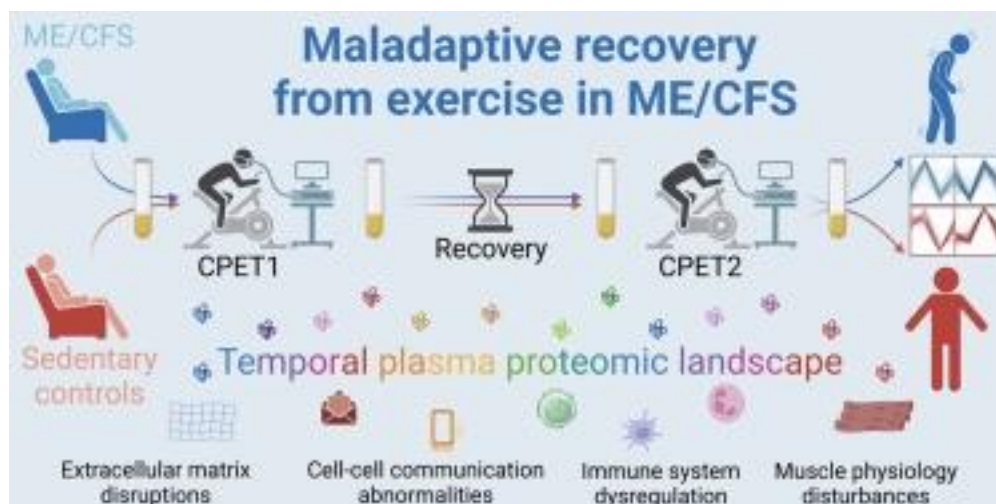 ME/CFS
Maladaptive recovery
from exercise in ME/CFS
CPET1
Recovery
CPET2
Sedentary
controls
Temporal plasma proteomic landscape
Extracellular matrix
disruptions
Cell-cell communication
abnormalities
Immune system
dysregulation
Muscle physiology
disturbances